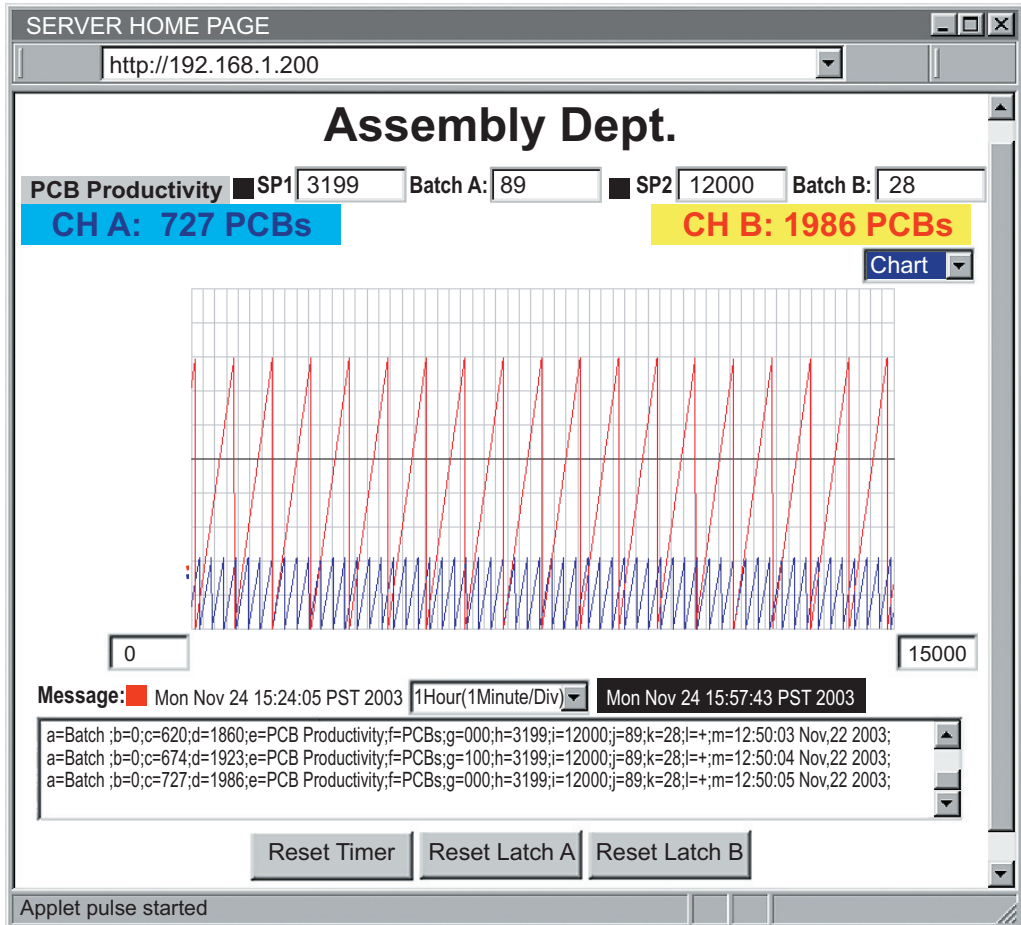 SERVER HOME PAGE
http://192.168.1.200
Assembly Dept.
PCB Productivity SP1 3199 Batch A: 89 SP2 12000 Batch B: 28
CH A: 727 PCBs CH B: 1986 PCBs
Chart
0 15000
Message: Mon Nov 24 15:24:05 PST 2003 1Hour(1Minute/Div) Mon Nov 24 15:57:43 PST 2003
a=Batch ;b=0;c=620;d=1860;e=PCB Productivity;f=PCBs;g=000;h=3199;i=12000;j=89;k=28;l=+;m=12:50:03 Nov,22 2003;
a=Batch ;b=0;c=674;d=1923;e=PCB Productivity;f=PCBs;g=100;h=3199;i=12000;j=89;k=28;l=+;m=12:50:04 Nov,22 2003;
a=Batch ;b=0;c=727;d=1986;e=PCB Productivity;f=PCBs;g=000;h=3199;i=12000;j=89;k=28;l=+;m=12:50:05 Nov,22 2003;
Reset Timer Reset Latch A Reset Latch B
Applet pulse started